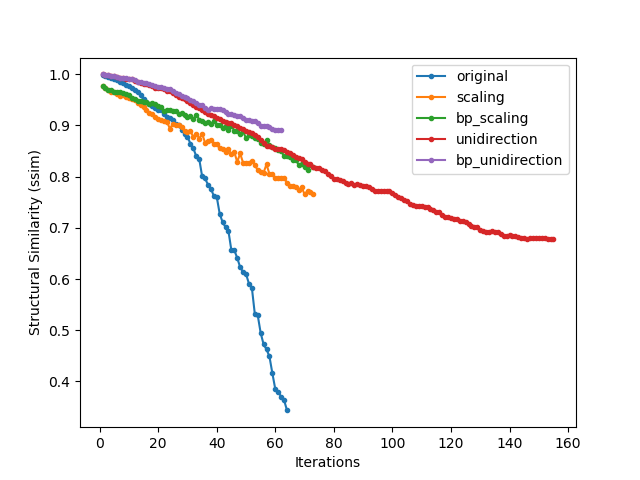 original
scaling
bp_scaling
unidirection
bp_unidirection
1.0
0.9
0.8
0.7
0.6
0.5
0.4
Structural Similarity (ssim)
0 20 40 60 80 100 120 140 160
Iterations